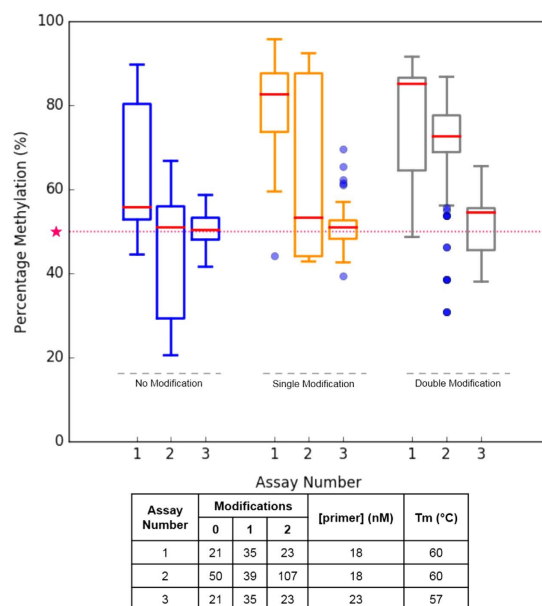 Percentage Methylation (%)
100
80
60
40
20
0
No Modification
Single Modification
Double Modification
1 2 3 1 2 3 1 2 3
Assay Number
Assay Number Modifications [primer] (nM) Tm (°C)
0 1 2
1 21 35 23 18 60
2 50 39 107 18 60
3 21 35 23 23 57